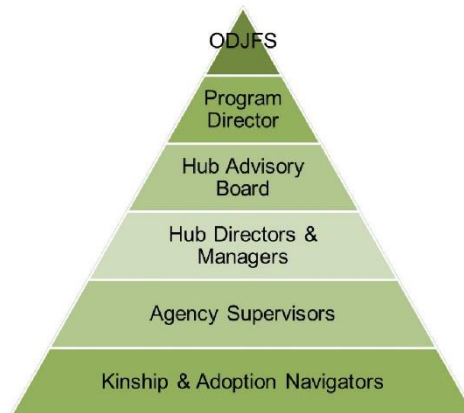 ODJFS
Program
Director
Hub Advisory
Board
Hub Directors &
Managers
Agency Supervisors
Kinship & Adoption Navigators